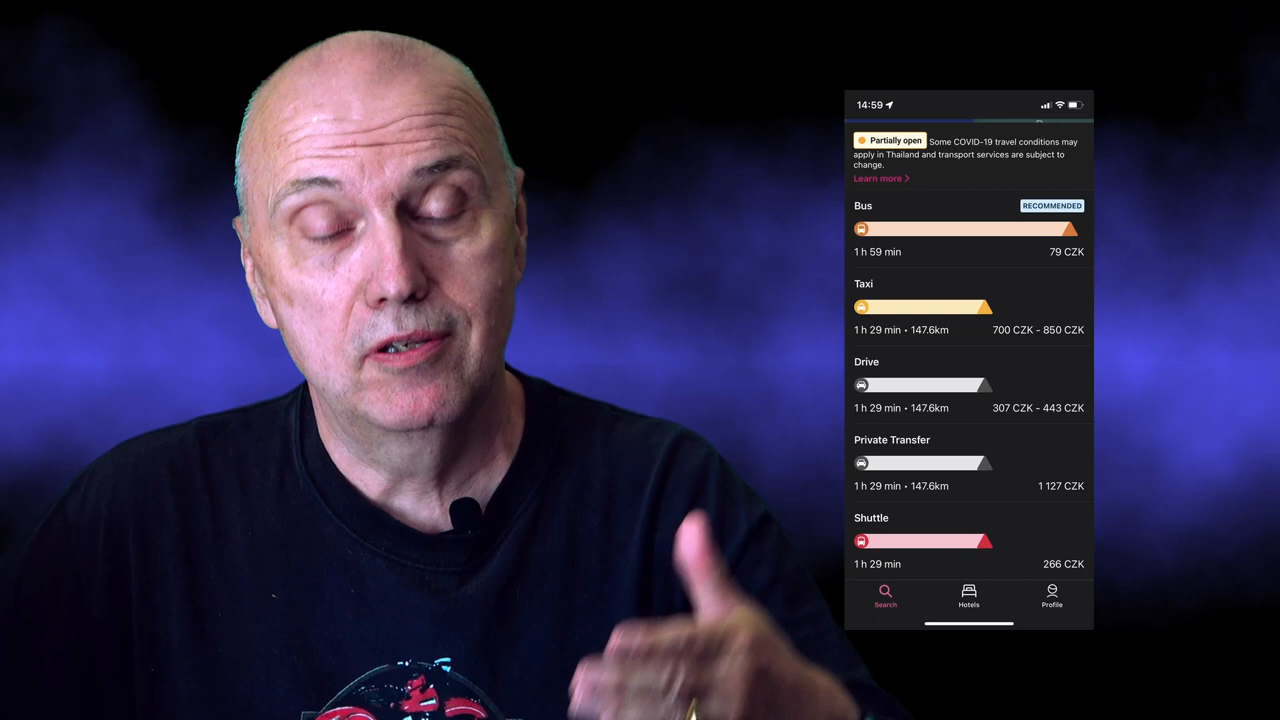 14:59
Partially open Some COVID-19 travel conditions may
apply in Thailand and transport services are subject to
change.
Learn more >
Bus RECOMMENDED
1 h 59 min 79 CZK
Taxi
1 h 29 min • 147.6km 700 CZK - 850 CZK
Drive
1 h 29 min • 147.6km 307 CZK - 443 CZK
Private Transfer
1 h 29 min • 147.6km 1 127 CZK
Shuttle
1 h 29 min 266 CZK
Search Hotels Profile